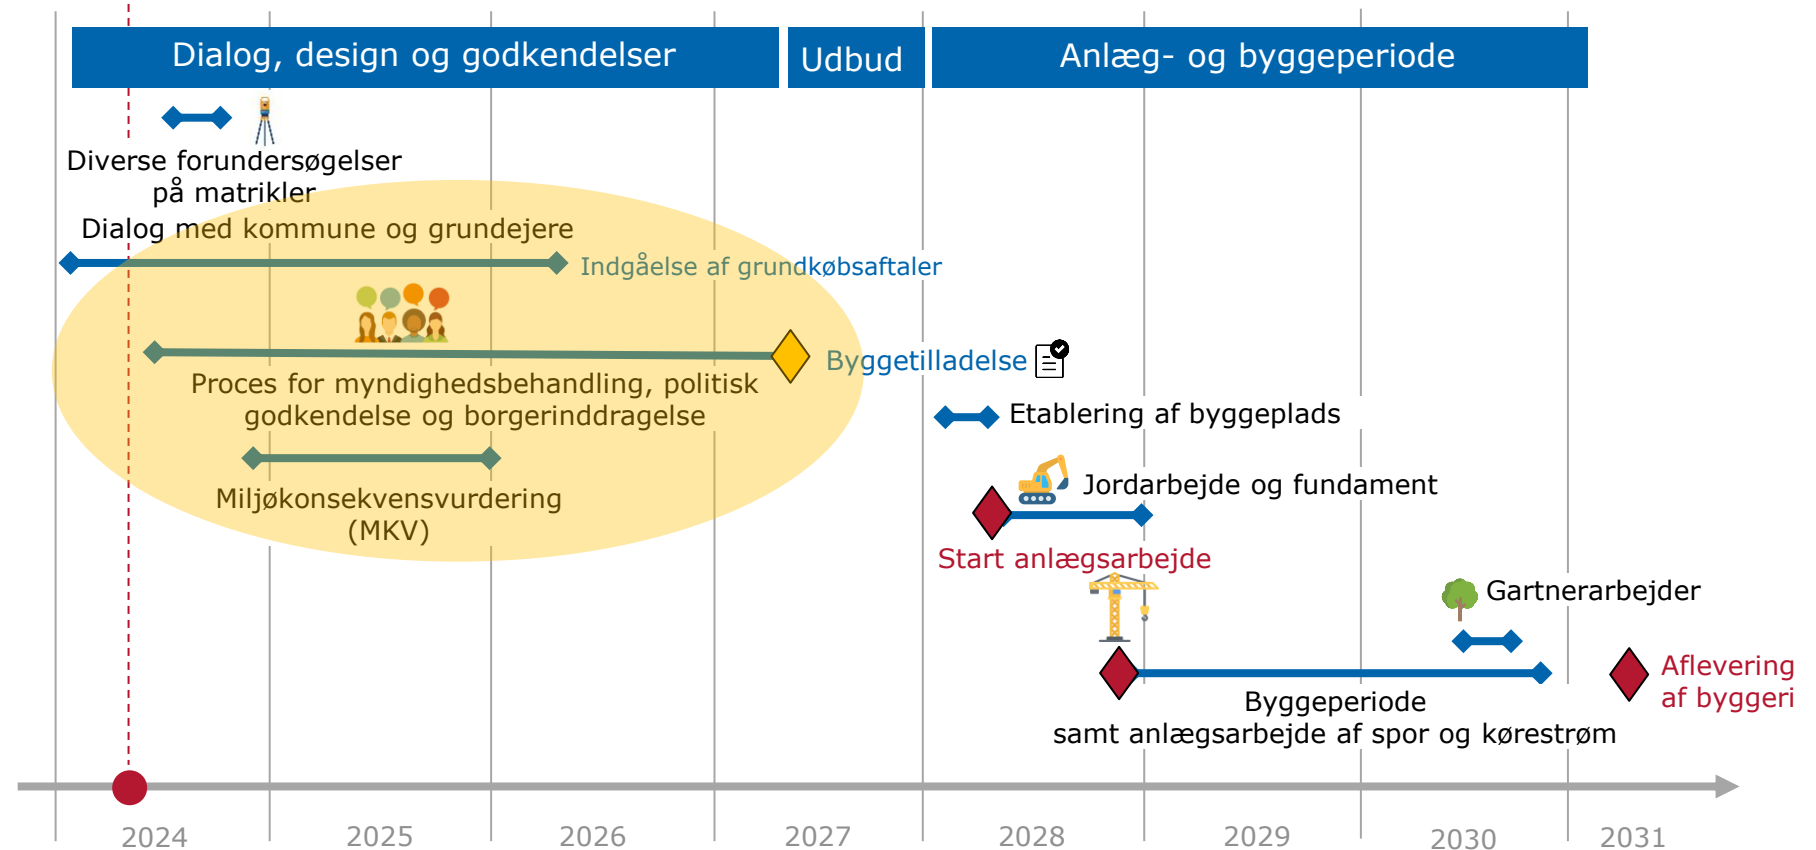 Dialog, design og godkendelser
Udbud
Anlæg- og byggeperiode
Diverse forundersøgelser
på matrikler
Dialog med kommune og grundejere
Indgåelse af grundkøbsaftaler
Byggetilladelse
Proces for myndighedsbehandling, politisk
godkendelse og borgerinddragelse
Etablering af byggeplads
Miljøkonsekvensvurdering
(MKV)
Jordarbejde og fundament
Start anlægsarbejde
Gartnerarbejder
Aflevering
af byggeri
Byggeperiode
samt anlægsarbejde af spor og kørestrøm
2024
2025
2026
2027
2028
2029
2030
2031